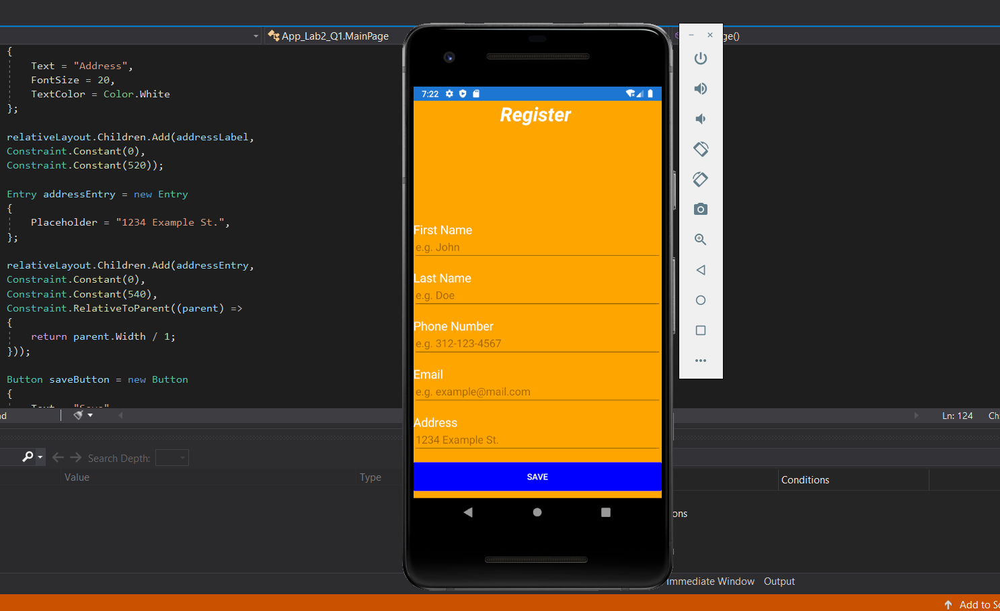 App_Lab2_Q1.MainPage
ge()
{
Text = "Address",
FontSize = 20,
TextColor = Color.White
};
relativeLayout.Children.Add(addressLabel,
Constraint.Constant(0),
Constraint.Constant(520));
Entry addressEntry = new Entry
{
Placeholder = "1234 Example St.",
};
relativeLayout.Children.Add(addressEntry,
Constraint.Constant(0),
Constraint.Constant(540),
Constraint.RelativeToParent((parent) =>
{
return parent.Width / 1;
}));
Button saveButton = new Button
{
Text = "Save"
7:22
Register
First Name
e.g. John
Last Name
e.g. Doe
Phone Number
e.g. 312-123-4567
Email
e.g. example@mail.com
Address
1234 Example St.
SAVE
nd
Ln: 124 Ch
Search Depth:
Value Type
Conditions
ons
Immediate Window Output
Add to So